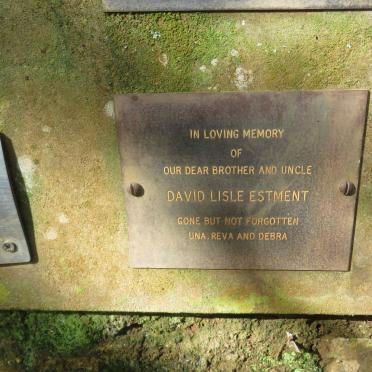 IN LOVING MEMORY
OF
OUR DEAR BROTHER AND UNCLE
DAVID LISLE ESTMENT
GONE BUT NOT FORGOTTEN
UNA, REVA AND DEBRA